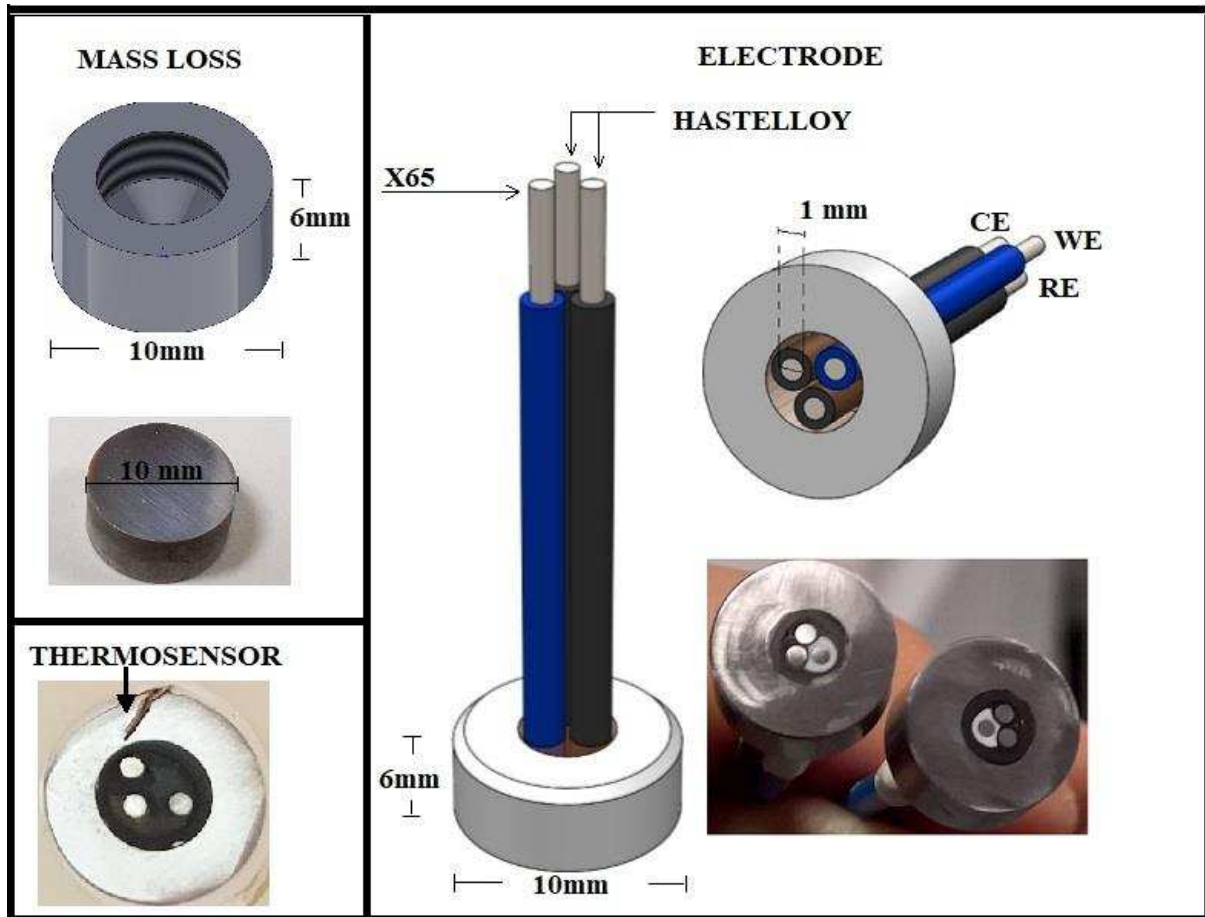 MASS LOSS
6mm
10mm
10 mm
THERMOSENSOR
ELECTRODE
HASTELLOY
X65
1 mm
CE
WE
RE
6mm
10mm